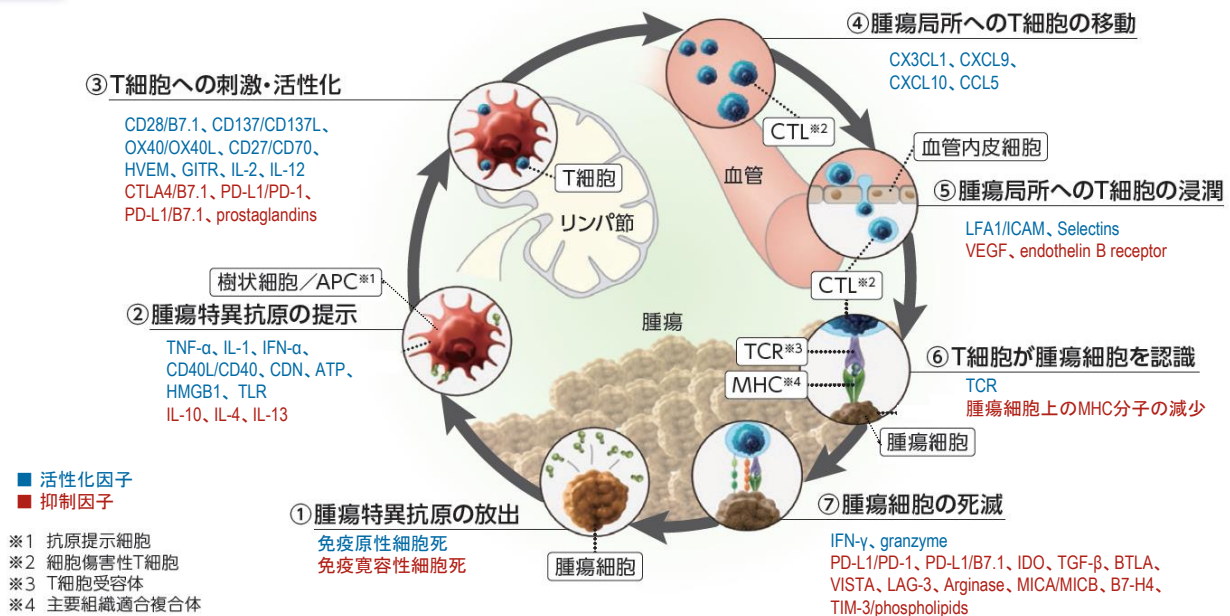 ④腫瘍局所へのT細胞の移動
CX3CL1、CXCL9、
CXCL10、CCL5
③T細胞への刺激・活性化
CD28/B7.1、CD137/CD137L、
OX40/OX40L、CD27/CD70、
HVEM、GITR、IL-2、IL-12
CTLA4/B7.1、PD-L1/PD-1、
PD-L1/B7.1、prostaglandins
CTL※2
血管内皮細胞
T細胞
血管
リンパ節
⑤腫瘍局所へのT細胞の浸潤
LFA1/ICAM、Selectins
VEGF、endothelin B receptor
樹状細胞/APC※1
CTL※2
②腫瘍特異抗原の提示
TNF-α、IL-1、IFN-α、
CD40L/CD40、CDN、ATP、
HMGB1、TLR
IL-10、IL-4、IL-13
腫瘍
TCR※3
MHC※4
⑥T細胞が腫瘍細胞を認識
TCR
腫瘍細胞上のMHC分子の減少
腫瘍細胞
■ 活性化因子
■ 抑制因子
①腫瘍特異抗原の放出
免疫原性細胞死
免疫寛容性細胞死
腫瘍細胞
⑦腫瘍細胞の死滅
IFN-γ、granzyme
PD-L1/PD-1、PD-L1/B7.1、IDO、TGF-β、BTLA、
VISTA、LAG-3、Arginase、MICA/MICB、B7-H4、
TIM-3/phospholipids
※1 抗原提示細胞
※2 細胞傷害性T細胞
※3 T細胞受容体
※4 主要組織適合複合体